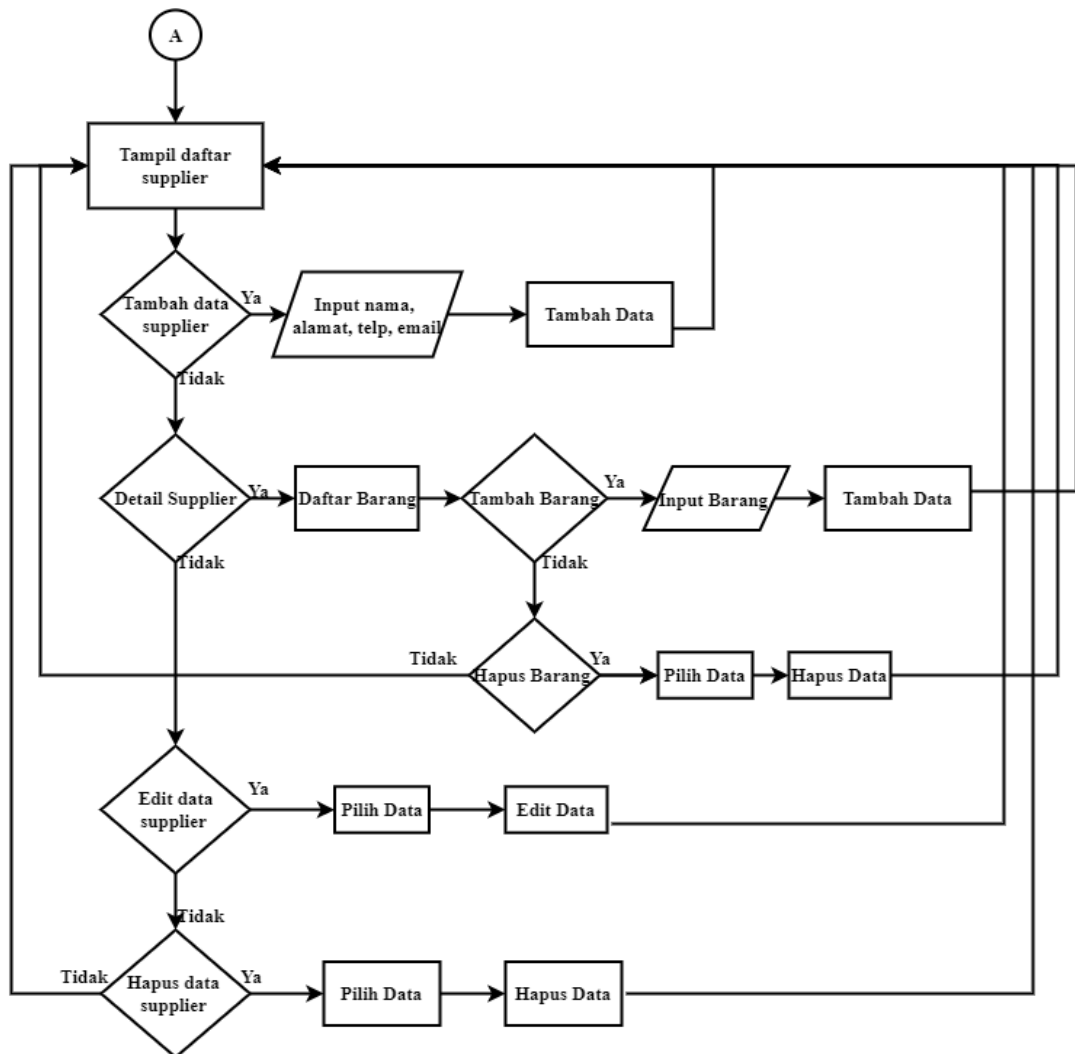 A
Tampil daftar
supplier
Tambah data
supplier
Ya
Input nama,
alamat, telp, email
Tambah Data
Tidak
Detail Supplier
Ya
Daftar Barang
Tambah Barang
Ya
Input Barang
Tambah Data
Tidak
Tidak
Tidak
Hapus Barang
Ya
Pilih Data
Hapus Data
Edit data
supplier
Ya
Pilih Data
Edit Data
Tidak
Tidak
Hapus data
supplier
Ya
Pilih Data
Hapus Data